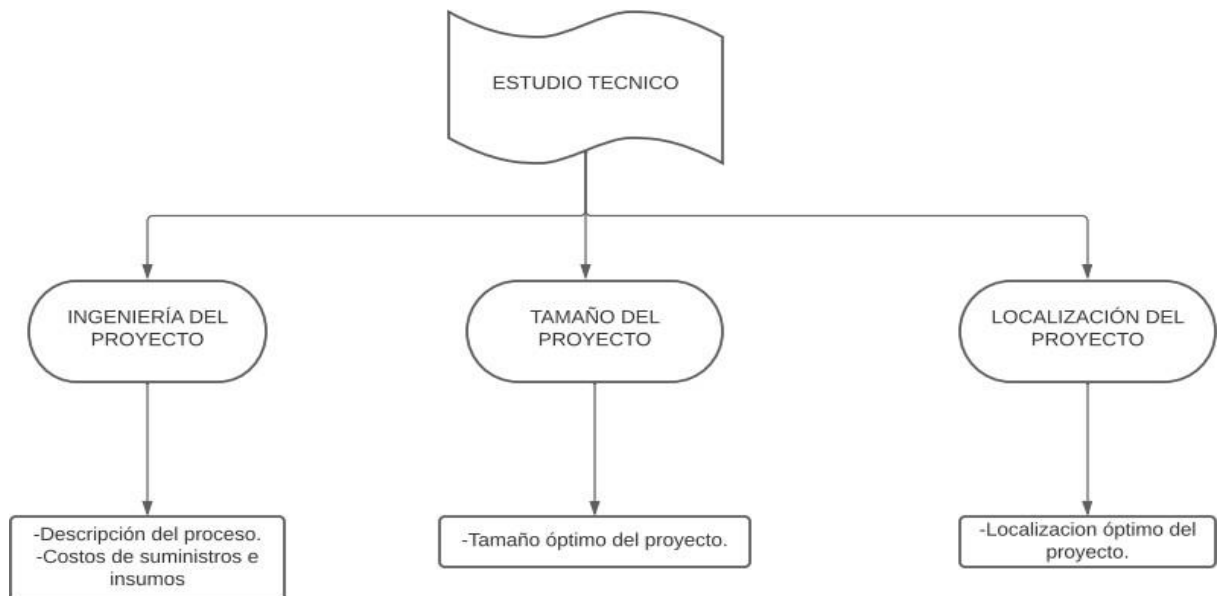 ESTUDIO TECNICO
INGENIERÍA DEL
PROYECTO
TAMAÑO DEL
PROYECTO
LOCALIZACIÓN DEL
PROYECTO
-Descripción del proceso.
-Costos de suministros e
insumos
-Tamaño óptimo del proyecto.
-Localizacion óptimo del
proyecto.